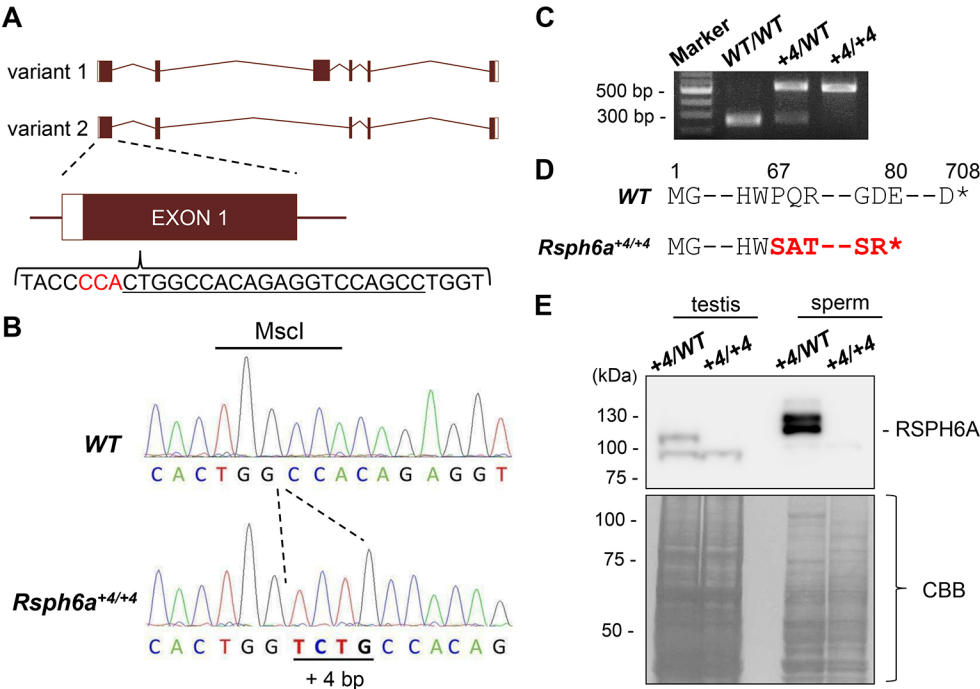 A
variant 1
variant 2
EXON 1
TACCCCACTGGCCACAGAGGTCCAGCCTGGT
B
MscI
WT
C A C T G G C C A C A G A G G T
Rsph6a+4/+4
C A C T G G T C T G C C A C A G
+ 4 bp
C
Marker WT/WT +4/WT +4/+4
500 bp -
300 bp -
D
1 67 80 708
WT MG--HWPQR--GDE--D*
Rsph6a+4/+4 MG--HWSAT--SR*
E
testis sperm
+4/WT +4/+4 +4/WT +4/+4
(kDa)
130 -
- RSPH6A
100 -
75 -
100 -
75 -
CBB
50 -